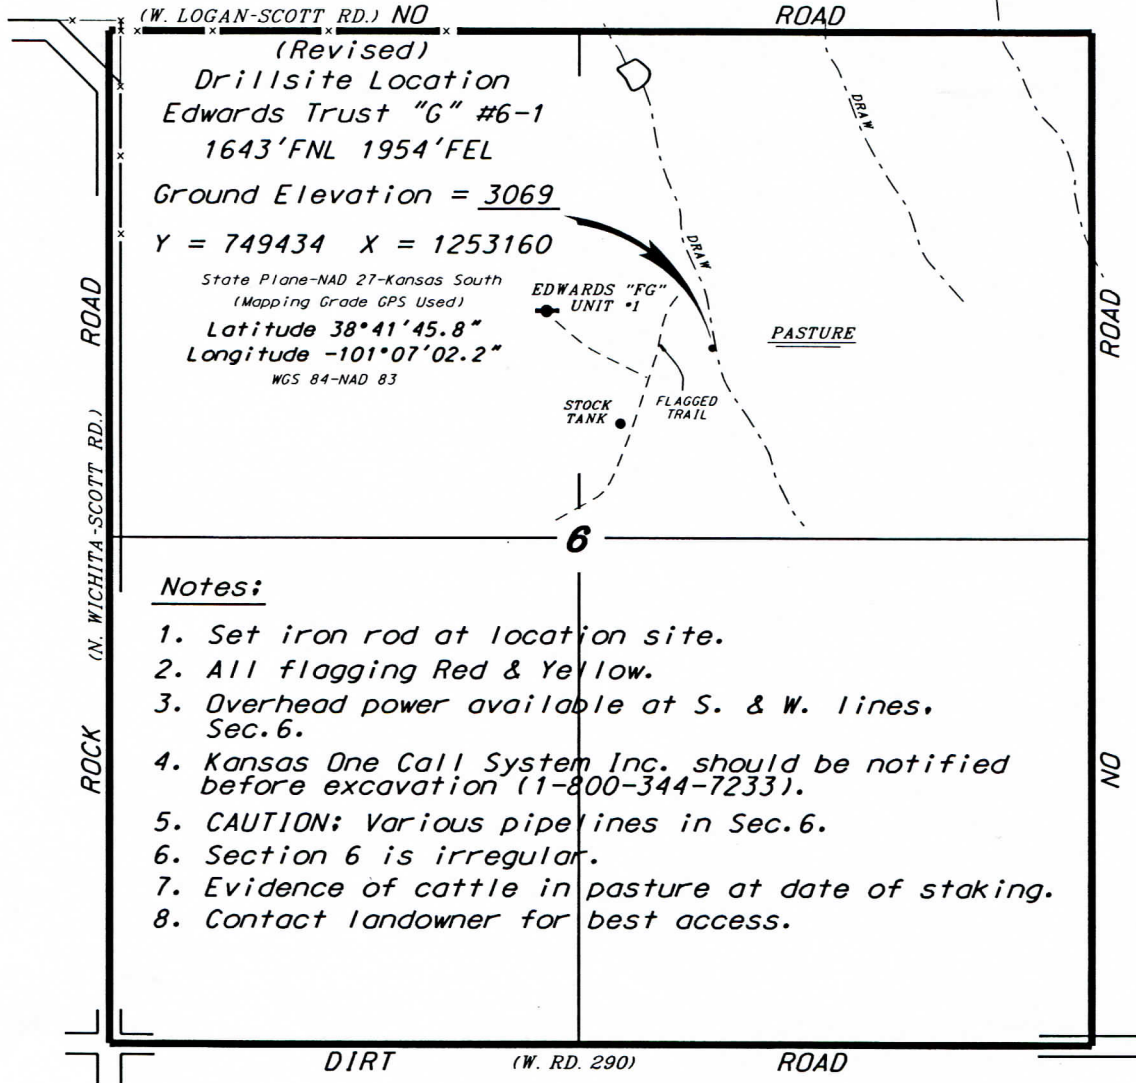 (W. LOGAN-SCOTT RD.) NO ROAD
(Revised)
Drillsite Location
Edwards Trust "G" #6-1
1643'FNL 1954'FEL
Ground Elevation = 3069
Y = 749434 X = 1253160
State Plane-NAD 27-Kansas South
(Mapping Grade GPS Used)
Latitude 38°41'45.8"
Longitude -101°07'02.2"
WGS 84-NAD 83
DRAW
DRAW
EDWARDS "FG"
UNIT #1
PASTURE
STOCK
TANK
FLAGGED
TRAIL
ROCK ROAD
(N. WICHITA-SCOTT RD.)
NO ROAD
6
Notes:
1. Set iron rod at location site.
2. All flagging Red & Yellow.
3. Overhead power available at S. & W. lines,
Sec.6.
4. Kansas One Call System Inc. should be notified
before excavation (1-800-344-7233).
5. CAUTION: Various pipelines in Sec.6.
6. Section 6 is irregular.
7. Evidence of cattle in pasture at date of staking.
8. Contact landowner for best access.
DIRT (W. RD. 290) ROAD